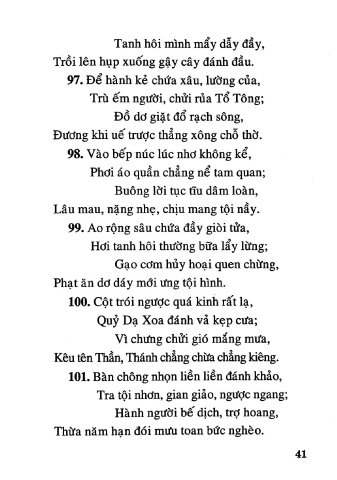 Tanh hôi mình mẩy dẫy đầy,
Trồi lên hụp xuống gậy cây đánh đầu.
97. Để hành kẻ chứa xâu, lường của,
Trù ếm người, chửi rủa Tổ Tông;
Đồ dơ giặt đổ rạch sông,
Đương khi uế trược thẳng xông chỗ thờ.
98. Vào bếp núc lúc nhơ không kể,
Phơi áo quần chẳng nể tam quan;
Buông lời tục tĩu dâm loàn,
Lâu mau, nặng nhẹ, chịu mang tội nầy.
99. Ao rộng sâu chứa đầy giòi tửa,
Hơi tanh hôi thường bữa lẫy lừng;
Gạo cơm hủy hoại quen chừng,
Phạt ăn dơ dáy mới ưng tội hình.
100. Cột trói ngược quá kinh rất lạ,
Quỷ Dạ Xoa đánh vả kẹp cưa;
Vì chưng chửi gió mắng mưa,
Kêu tên Thần, Thánh chẳng chừa chẳng kiêng.
101. Bàn chông nhọn liền liền đánh khảo,
Tra tội nhơn, gian giảo, ngược ngang;
Hành người bế dịch, trợ hoang,
Thừa năm hạn đói mưu toan bức nghèo.
41